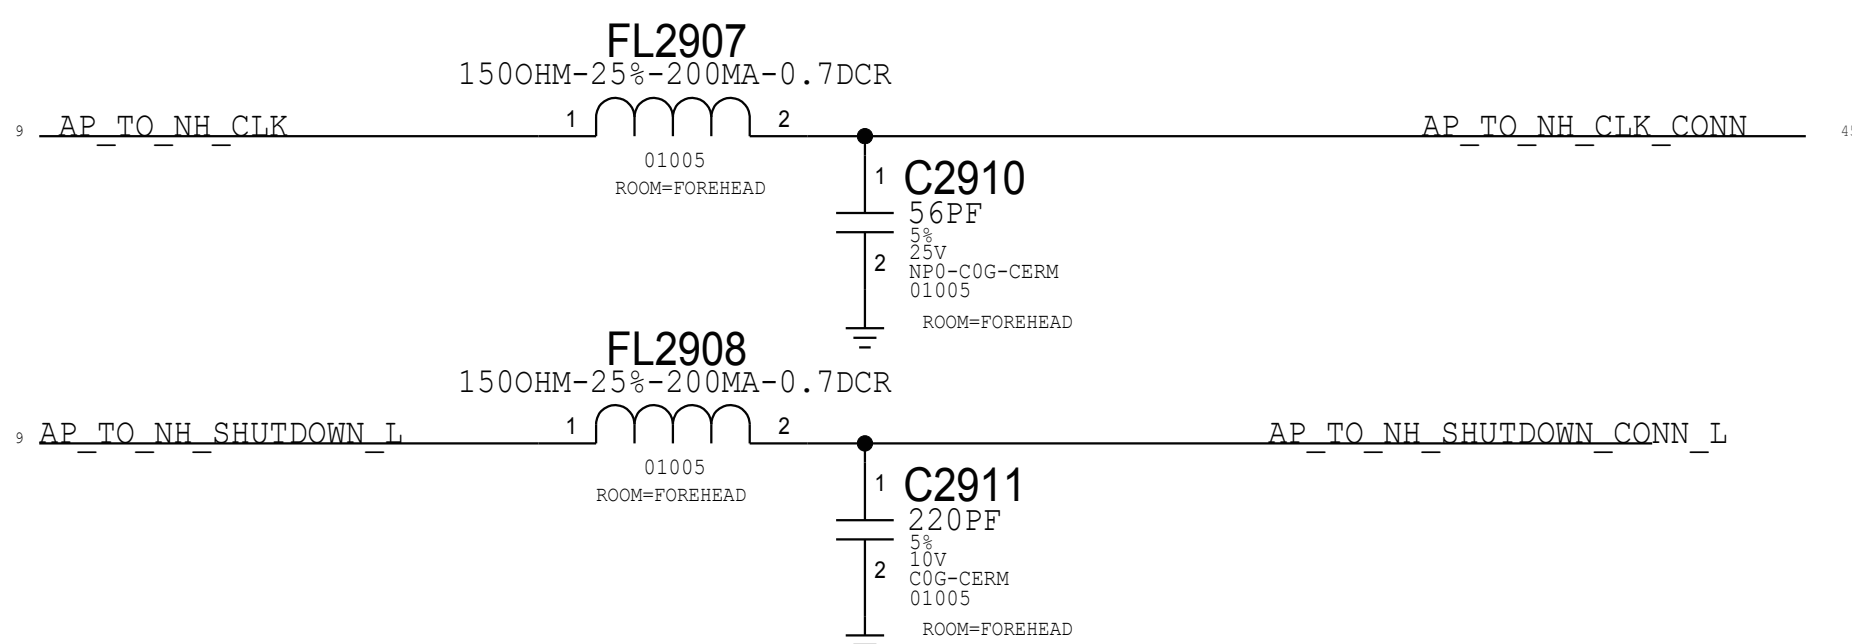 FL2907
150OHM-25%-200MA-0.7DCR
9 AP_TO_NH_CLK 1 2 AP_TO_NH_CLK_CONN
01005
ROOM=FOREHEAD
1 C2910
56PF
5%
25V
2 NP0-C0G-CERM
01005
ROOM=FOREHEAD
FL2908
150OHM-25%-200MA-0.7DCR
9 AP_TO_NH_SHUTDOWN_L 1 2 AP_TO_NH_SHUTDOWN_CONN_L
01005
ROOM=FOREHEAD
1 C2911
220PF
5%
10V
2 C0G-CERM
01005
ROOM=FOREHEAD